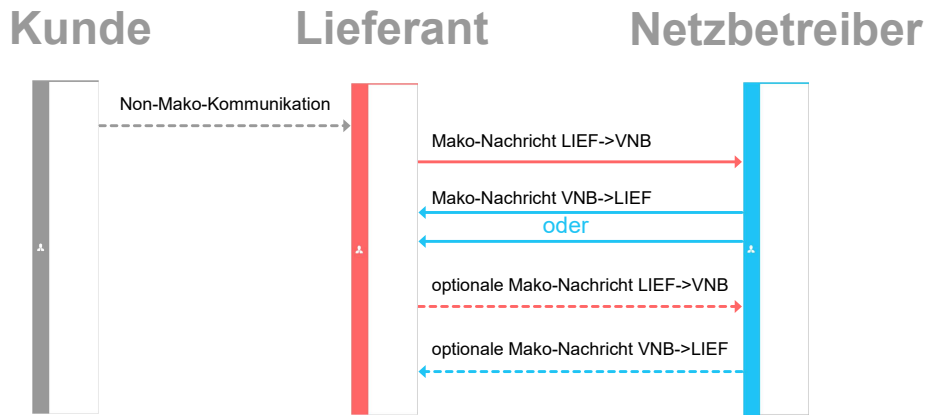 Kunde Lieferant Netzbetreiber
Non-Mako-Kommunikation
Mako-Nachricht LIEF->VNB
Mako-Nachricht VNB->LIEF
oder
optionale Mako-Nachricht LIEF->VNB
optionale Mako-Nachricht VNB->LIEF